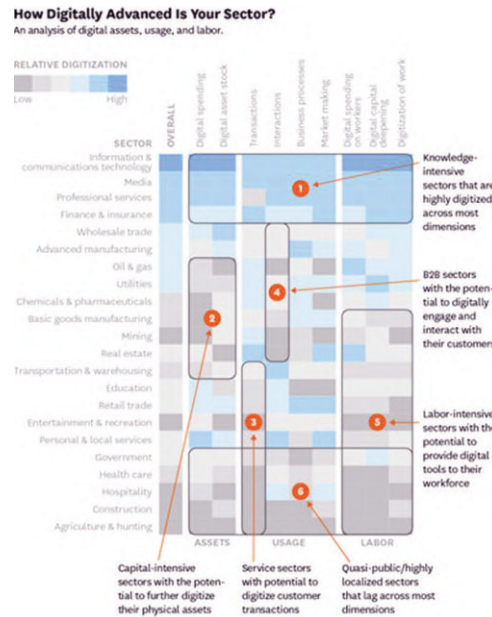 How Digitally Advanced Is Your Sector?
An analysis of digital assets, usage, and labor.
RELATIVE DIGITIZATION
Low
High
SECTOR
OVERALL
Digital spending
Digital asset stock
Transactions
Interactions
Business processes
Market making
Digital spending
on workers
Digital capital
deepening
Digitization of work
Information &
communications technology
Media
Professional services
Finance & insurance
Wholesale trade
Advanced manufacturing
Oil & gas
Utilities
Chemicals & pharmaceuticals
Basic goods manufacturing
Mining
Real estate
Transportation & warehousing
Education
Retail trade
Entertainment & recreation
Personal & local services
Government
Health care
Hospitality
Construction
Agriculture & hunting
1
4
2
3
5
6
Knowledge-
intensive
sectors that are
highly digitized
across most
dimensions
B2B sectors
with the poten-
tial to digitally
engage and
interact with
their customers
Labor-intensive
sectors with the
potential to
provide digital
tools to their
workforce
ASSETS
USAGE
LABOR
Capital-intensive
sectors with the poten-
tial to further digitize
their physical assets
Service sectors
with potential to
digitize customer
transactions
Quasi-public/highly
localized sectors
that lag across most
dimensions